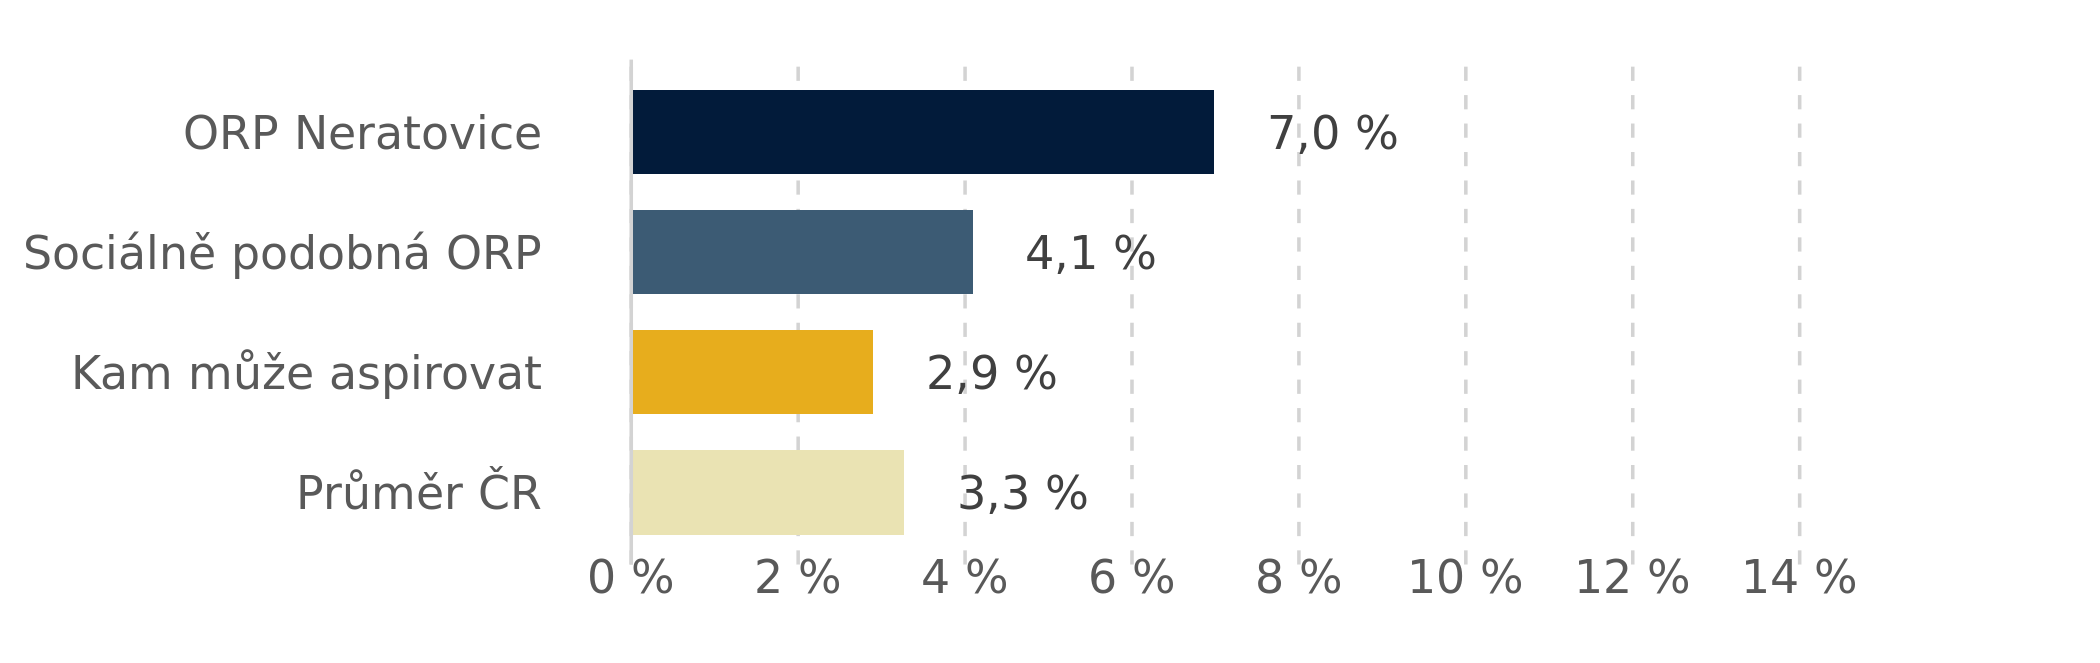 ORP Neratovice 7,0 %
Sociálně podobná ORP 4,1 %
Kam může aspirovat 2,9 %
Průměr ČR 3,3 %
0 % 2 % 4 % 6 % 8 % 10 % 12 % 14 %